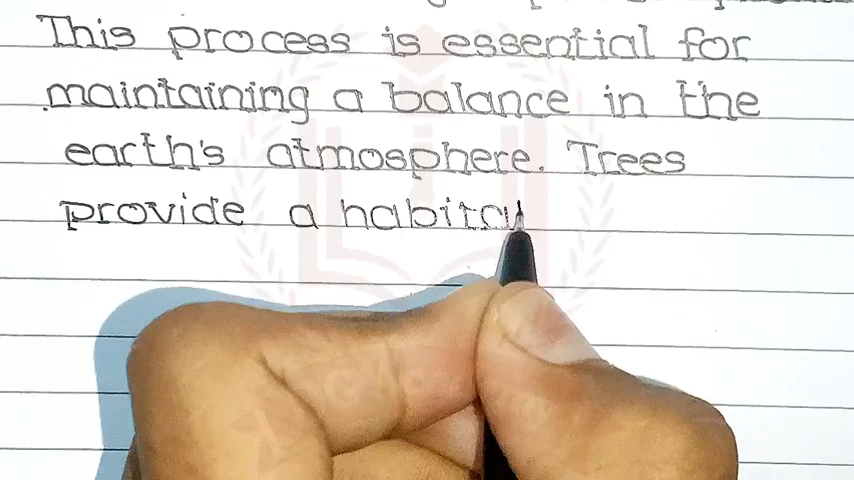 This process is essential for
maintaining a balance in the
earth's atmosphere. Trees
provide a habita